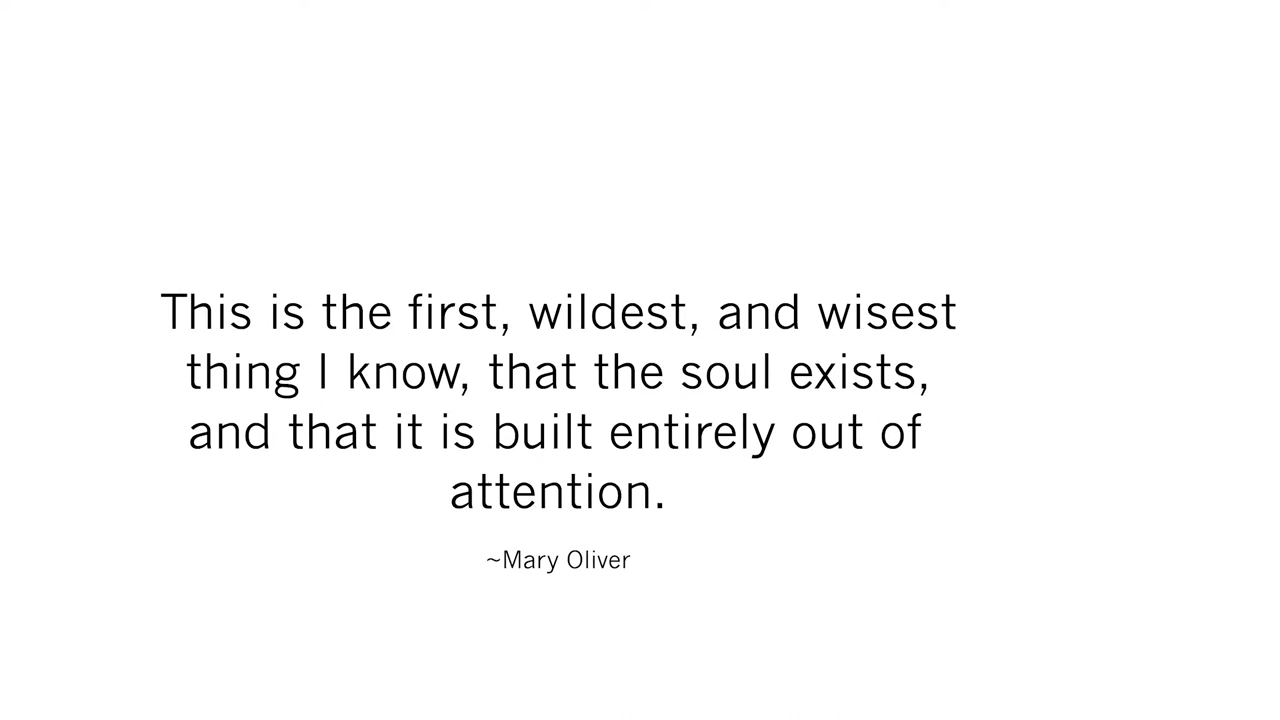 This is the first, wildest, and wisest
thing I know, that the soul exists,
and that it is built entirely out of
attention.
~Mary Oliver